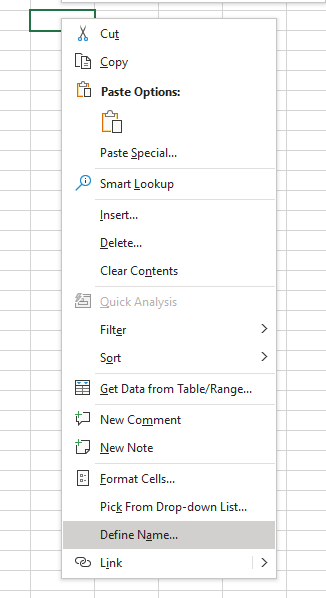 Cut
Copy
Paste Options:
Paste Special...
Smart Lookup
Insert...
Delete...
Clear Contents
Quick Analysis
Filter
Sort
Get Data from Table/Range...
New Comment
New Note
Format Cells...
Pick From Drop-down List...
Define Name...
Link